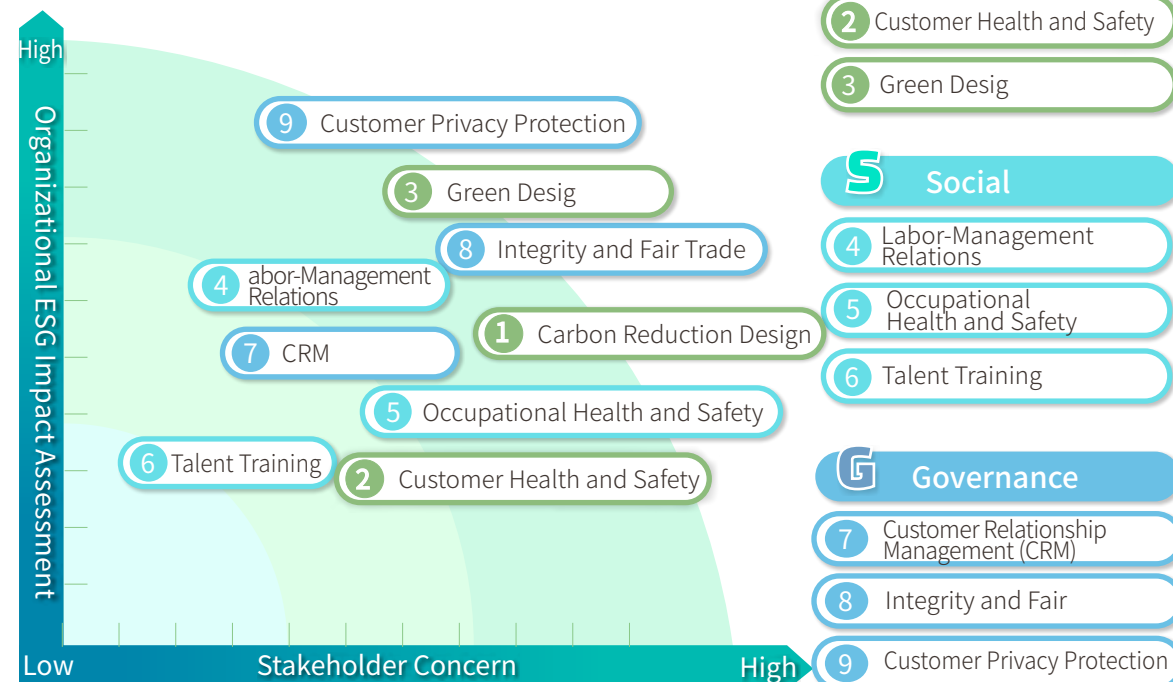 High
Organizational ESG Impact Assessment
9 Customer Privacy Protection
3 Green Desig
8 Integrity and Fair Trade
4 abor-Management
Relations
1 Carbon Reduction Design
7 CRM
5 Occupational Health and Safety
6 Talent Training
2 Customer Health and Safety
Low
Stakeholder Concern
High
2 Customer Health and Safety
3 Green Desig
S Social
4 Labor-Management
Relations
5 Occupational
Health and Safety
6 Talent Training
G Governance
7 Customer Relationship
Management (CRM)
8 Integrity and Fair
9 Customer Privacy Protection